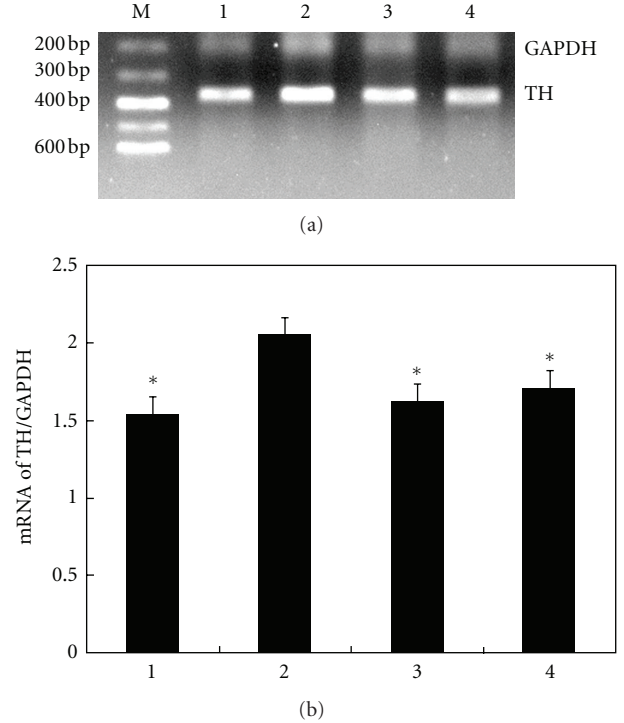 M 1 2 3 4
200 bp
300 bp
400 bp
600 bp
GAPDH
TH
(a)
mRNA of TH/GAPDH
2.5
2
1.5
1
0.5
0
* * *
1 2 3 4
(b)